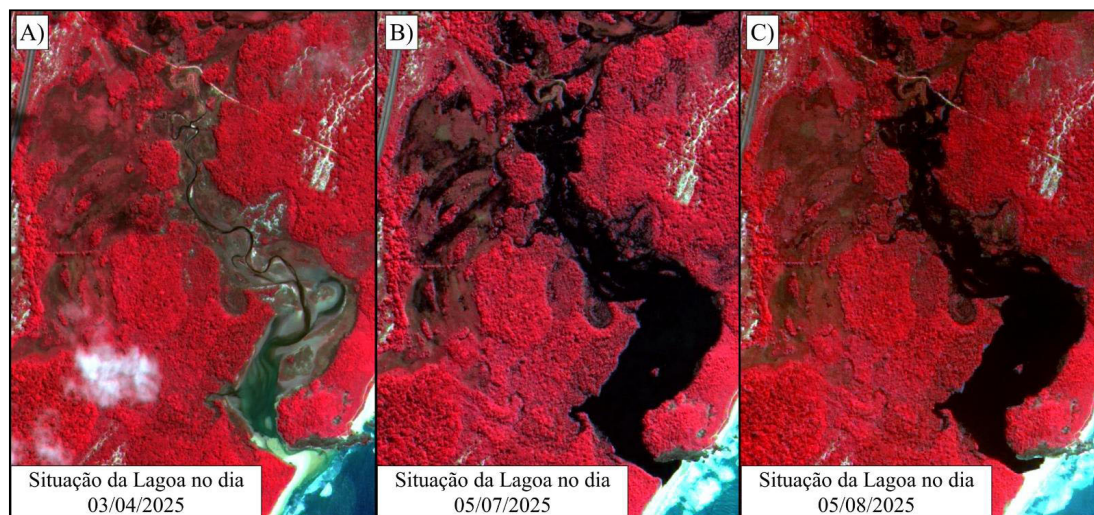 A)
B)
C)
Situação da Lagoa no dia
03/04/2025
Situação da Lagoa no dia
05/07/2025
Situação da Lagoa no dia
05/08/2025